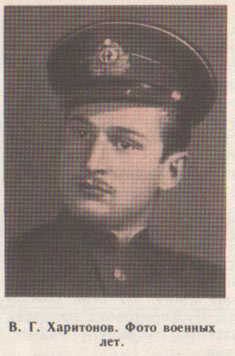 В. Г. Харитонов. Фото военных
лет.